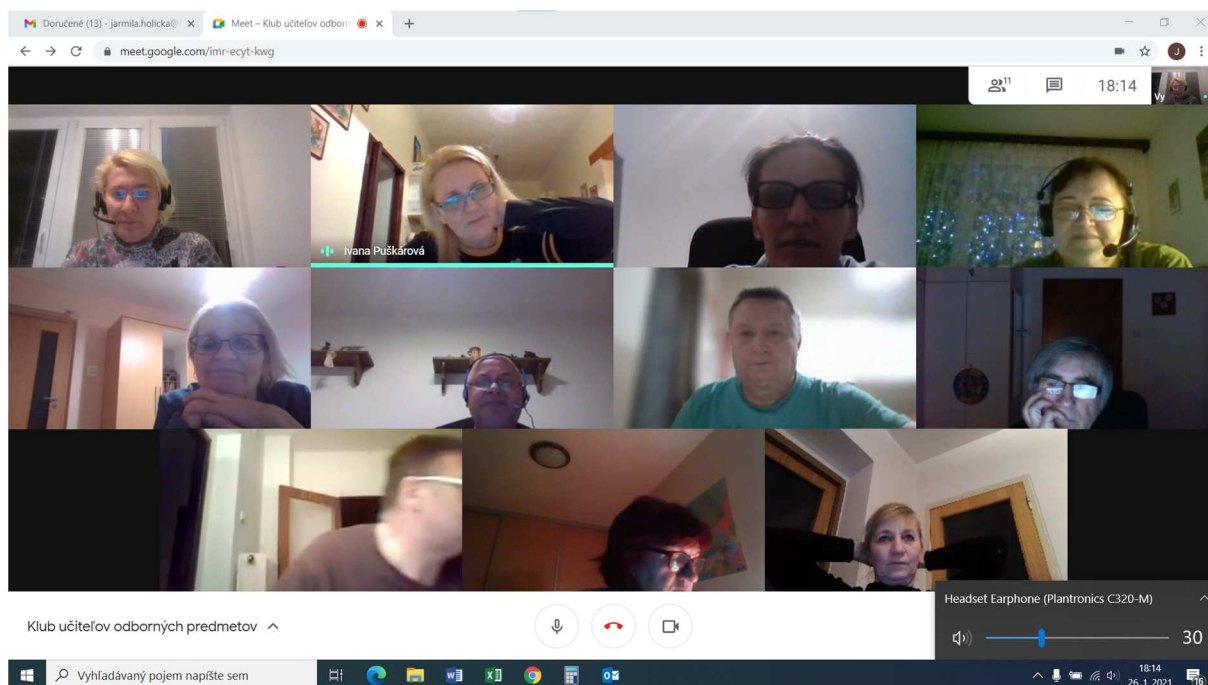 Doručené (13) - jarmila.holicka@
Meet – Klub učiteľov odborn
meet.google.com/imr-ecyt-kwg
J
11
18:14
Vy
Ivana Puškárová
Headset Earphone (Plantronics C320-M)
30
Klub učiteľov odborných predmetov
Vyhľadávaný pojem napíšte sem
18:14
26. 1. 2021
16